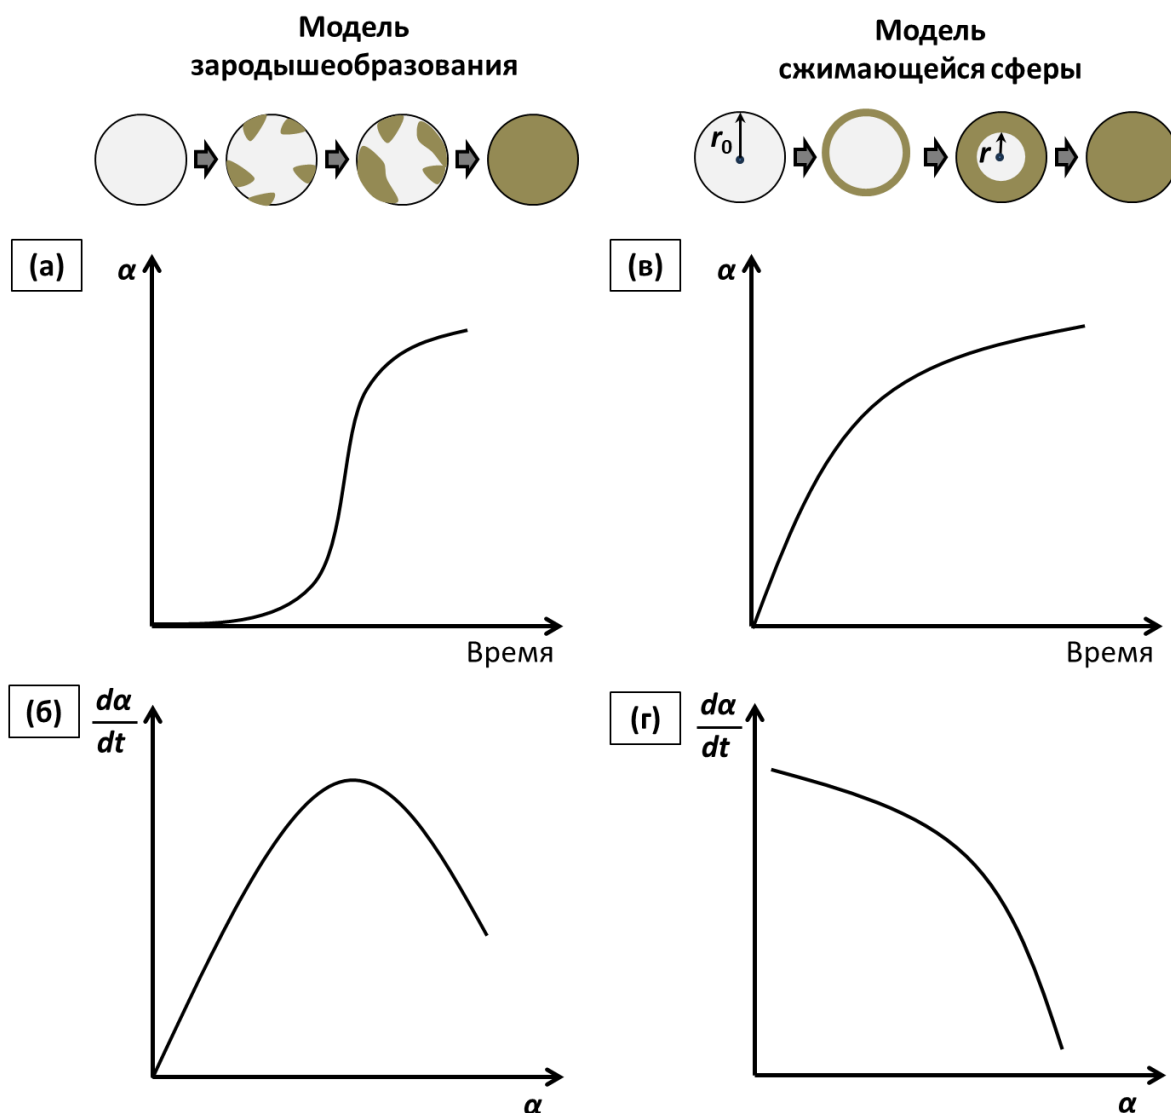 Модель
зародышеобразования
Модель
сжимающейся сферы
r₀
r
(а)
α
Время
(в)
α
Время
(б)
dα
dt
α
(г)
dα
dt
α